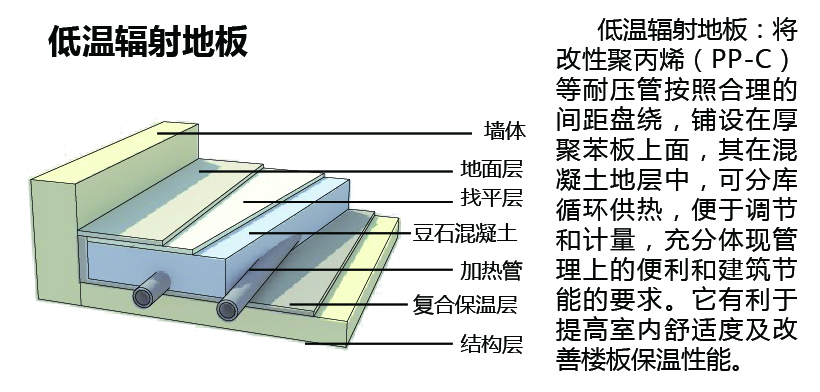 低温辐射地板
墙体
地面层
找平层
豆石混凝土
加热管
复合保温层
结构层
低温辐射地板：将
改性聚丙烯（PP-C）
等耐压管按照合理的
间距盘绕，铺设在厚
聚苯板上面，其在混
凝土地层中，可分库
循环供热，便于调节
和计量，充分体现管
理上的便利和建筑节
能的要求。它有利于
提高室内舒适度及改
善楼板保温性能。